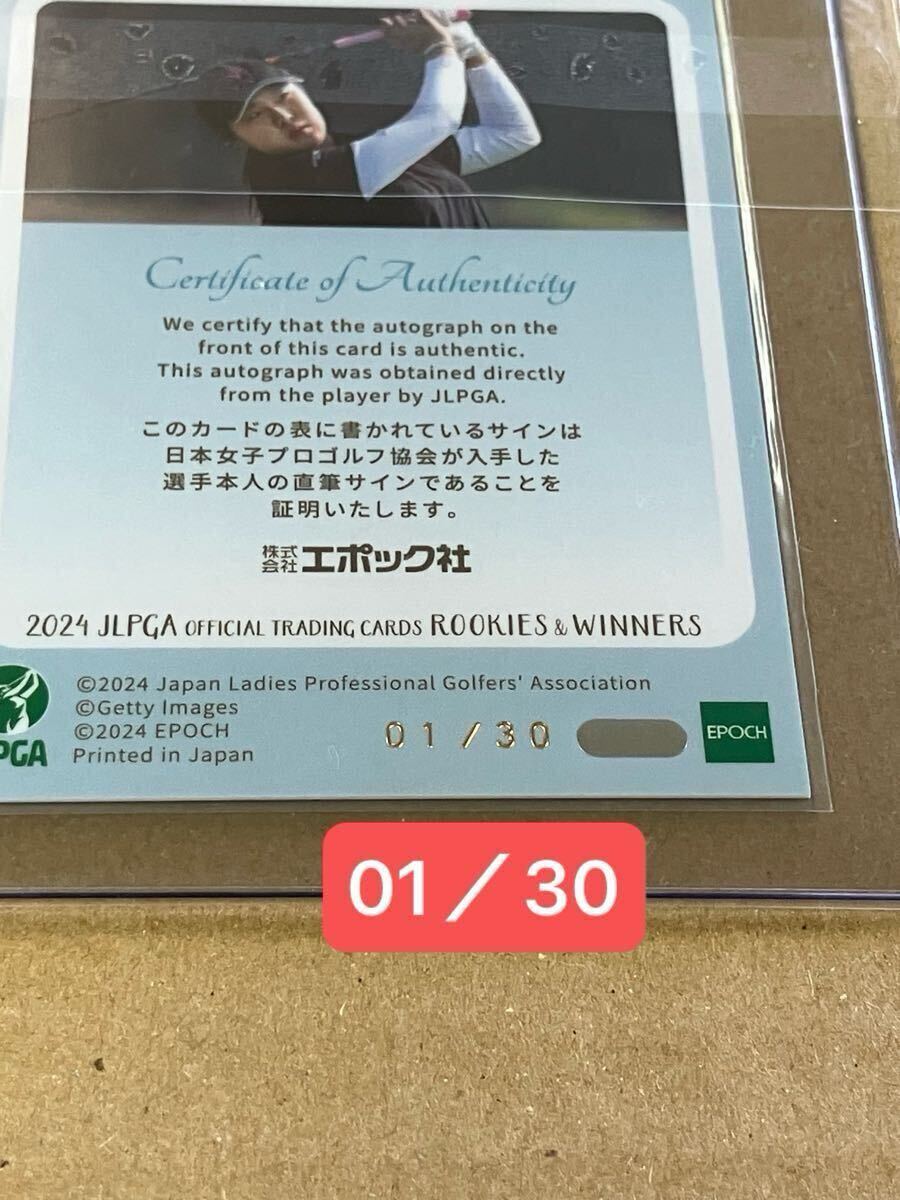 Certificate of Authenticity
We certify that the autograph on the
front of this card is authentic.
This autograph was obtained directly
from the player by JLPGA.
このカードの表に書かれているサインは
日本女子プロゴルフ協会が入手した
選手本人の直筆サインであることを
証明いたします。
株式会社エポック社
2024 JLPGA OFFICIAL TRADING CARDS ROOKIES & WINNERS
©2024 Japan Ladies Professional Golfers' Association
©Getty Images
©2024 EPOCH
Printed in Japan
PGA
01/30
EPOCH
01／30